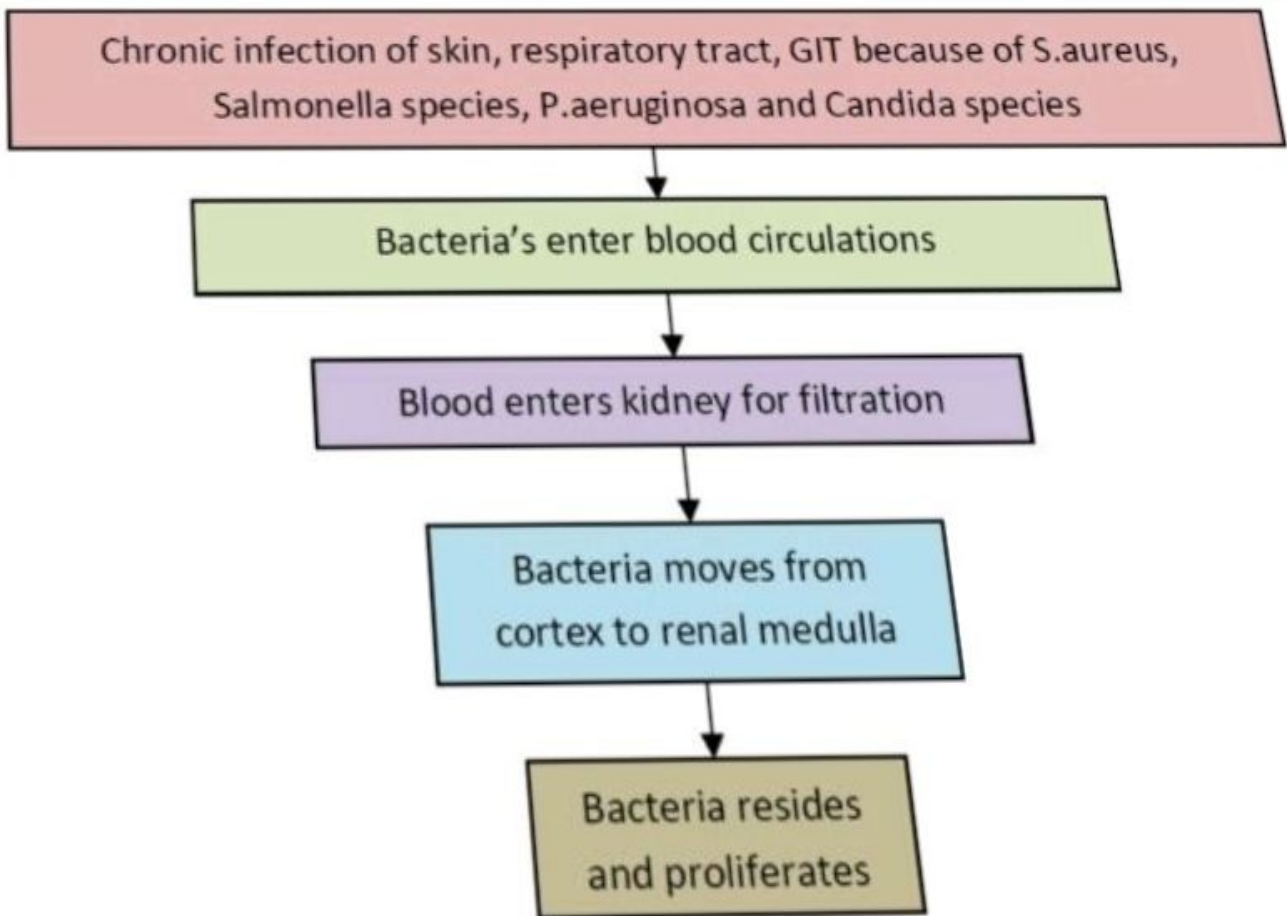 Chronic infection of skin, respiratory tract, GIT because of S.aureus,
Salmonella species, P.aeruginosa and Candida species
Bacteria's enter blood circulations
Blood enters kidney for filtration
Bacteria moves from
cortex to renal medulla
Bacteria resides
and proliferates